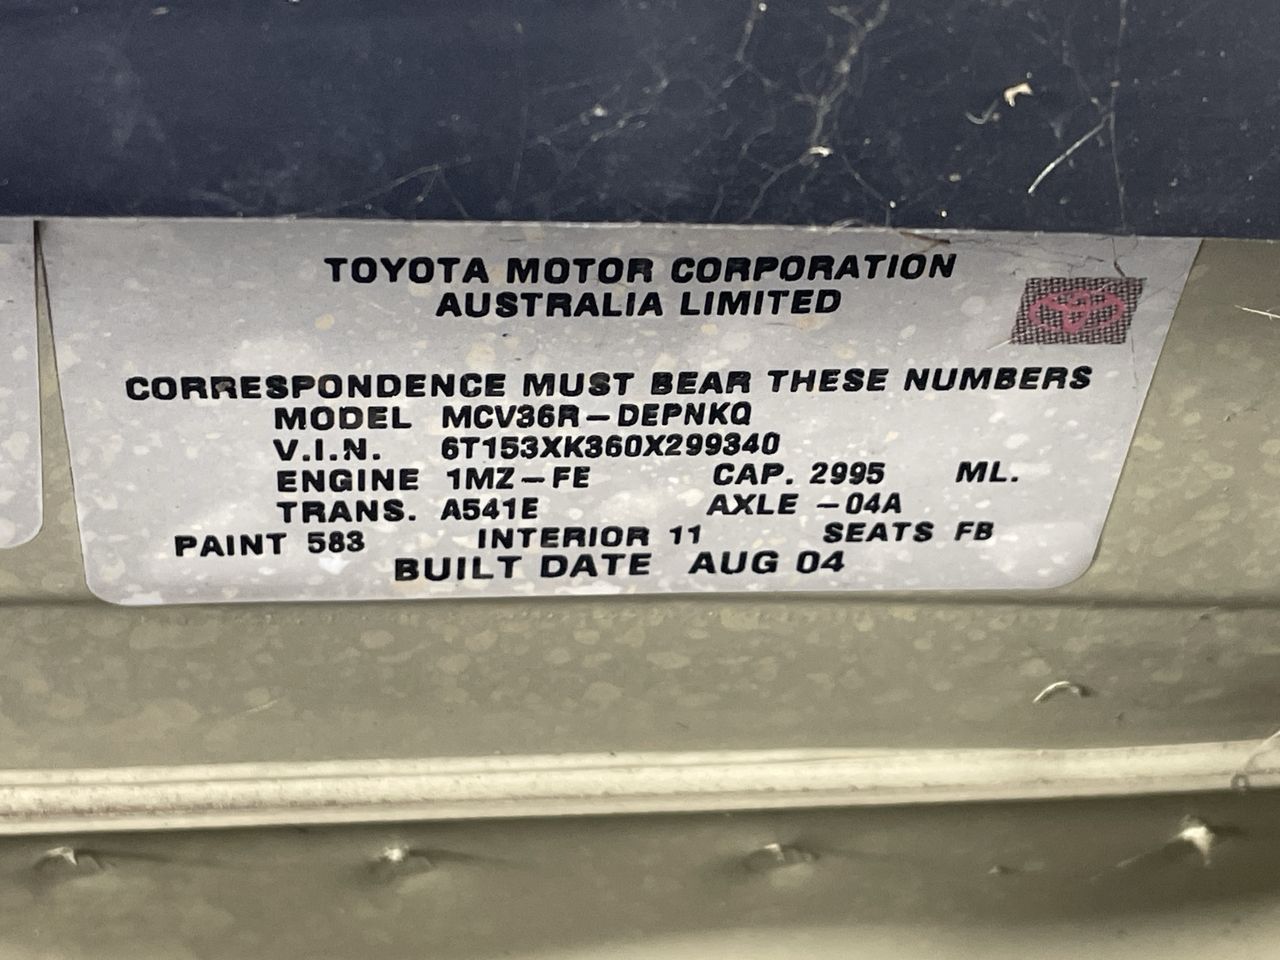 TOYOTA MOTOR CORPORATION
AUSTRALIA LIMITED
CORRESPONDENCE MUST BEAR THESE NUMBERS
MODEL MCV36R-DEPNKQ
V.I.N. 6T153XK360X299340
ENGINE 1MZ-FE CAP. 2995 ML.
TRANS. A541E AXLE -04A
PAINT 583 INTERIOR 11 SEATS FB
BUILT DATE AUG 04